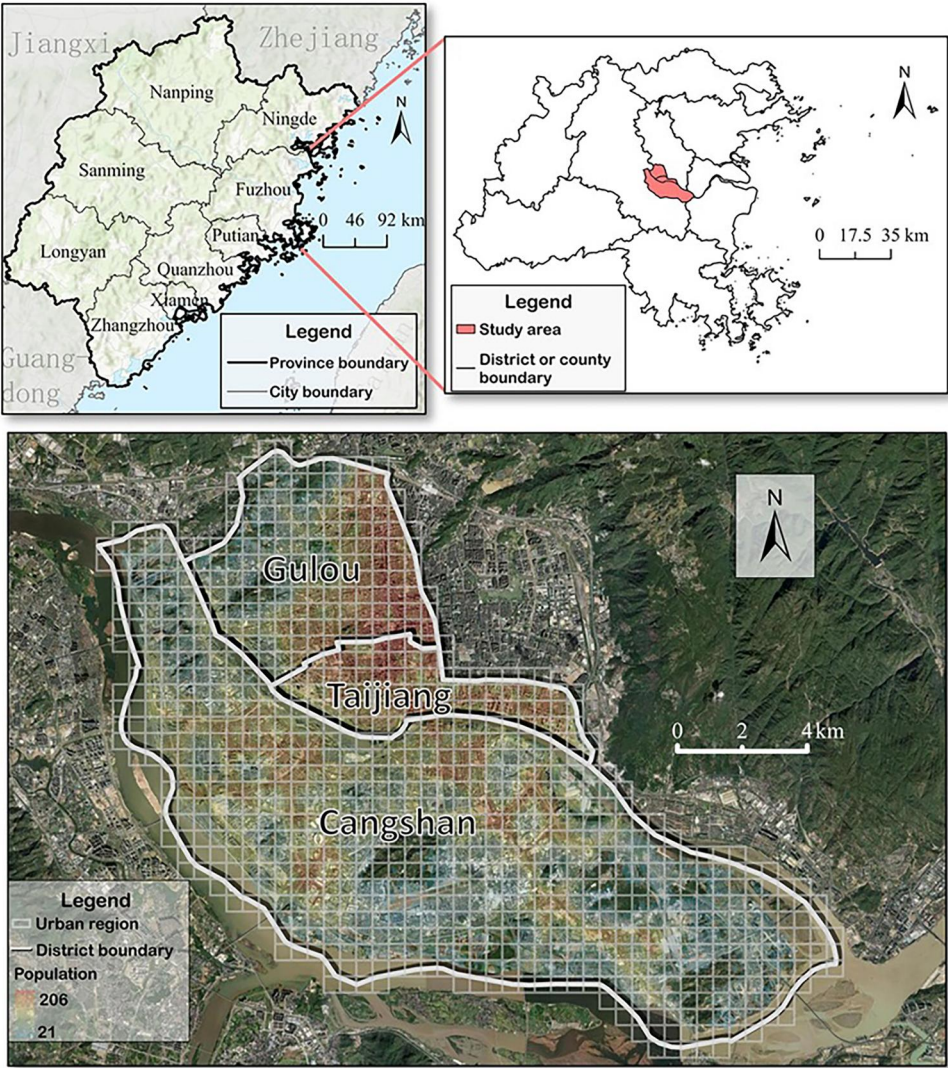 Jiangxi
Zhejiang
Nanping
Ningde
N
Sanming
Fuzhou
0 46 92 km
Putian
Longyan
Quanzhou
Xiamen
Zhangzhou
Guang
dong
Legend
Province boundary
City boundary
N
0 17.5 35 km
Legend
Study area
District or county
boundary
N
Gulou
Taijiang
0 2 4 km
Cangshan
Legend
Urban region
District boundary
Population
206
21